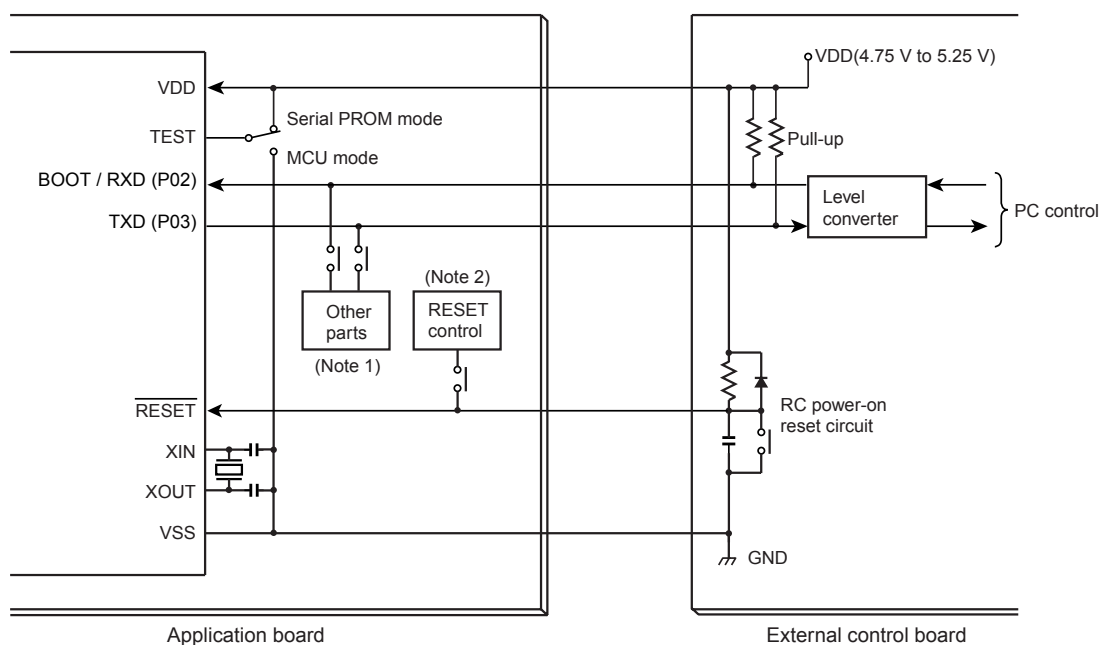 VDD(4.75 V to 5.25 V)
VDD
Serial PROM mode
TEST
Pull-up
MCU mode
BOOT / RXD (P02)
Level
converter
PC control
TXD (P03)
(Note 2)
Other
parts
RESET
control
(Note 1)
RESET
RC power-on
reset circuit
XIN
XOUT
VSS
GND
Application board
External control board